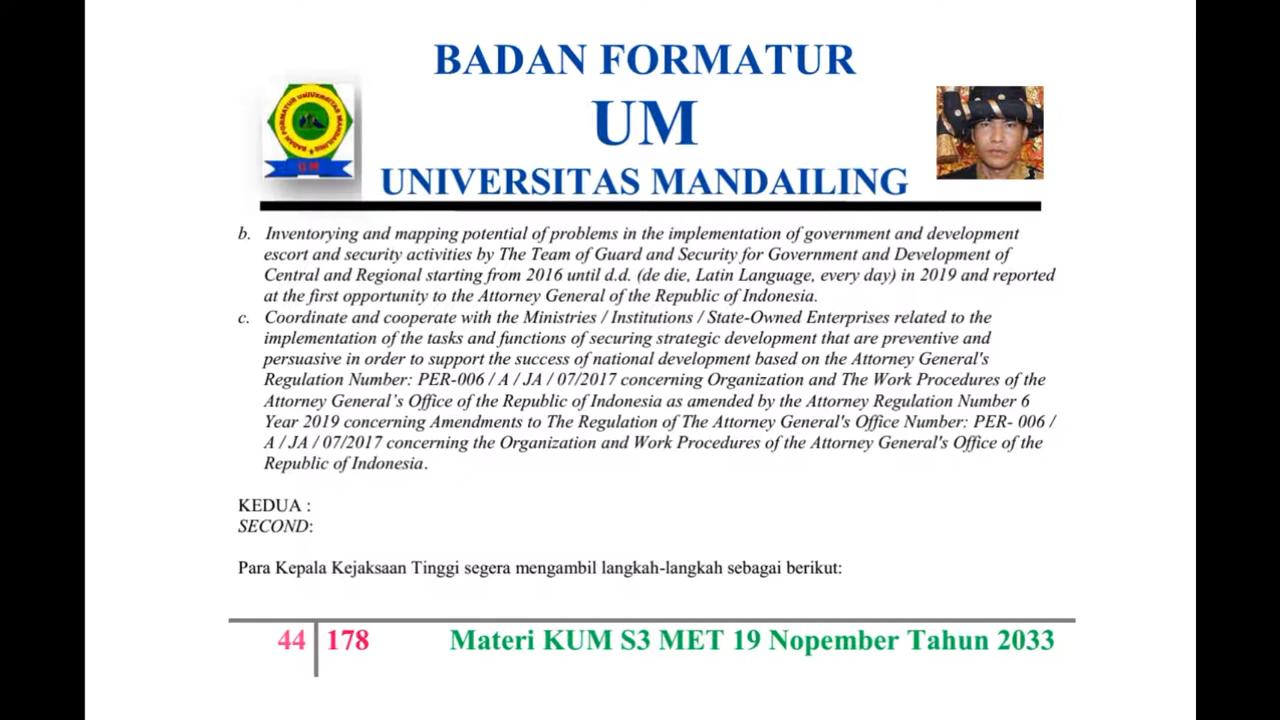 BADAN FORMATUR
UM
UNIVERSITAS MANDAILING
BADAN FORMATUR UNIVERSITAS MANDAILING
U M
b. Inventorying and mapping potential of problems in the implementation of government and development
escort and security activities by The Team of Guard and Security for Government and Development of
Central and Regional starting from 2016 until d.d. (de die, Latin Language, every day) in 2019 and reported
at the first opportunity to the Attorney General of the Republic of Indonesia.
c. Coordinate and cooperate with the Ministries / Institutions / State-Owned Enterprises related to the
implementation of the tasks and functions of securing strategic development that are preventive and
persuasive in order to support the success of national development based on the Attorney General's
Regulation Number: PER-006 / A / JA / 07/2017 concerning Organization and The Work Procedures of the
Attorney General’s Office of the Republic of Indonesia as amended by the Attorney Regulation Number 6
Year 2019 concerning Amendments to The Regulation of The Attorney General's Office Number: PER- 006 /
A / JA / 07/2017 concerning the Organization and Work Procedures of the Attorney General's Office of the
Republic of Indonesia.
KEDUA :
SECOND:
Para Kepala Kejaksaan Tinggi segera mengambil langkah-langkah sebagai berikut:
44 178 Materi KUM S3 MET 19 Nopember Tahun 2033